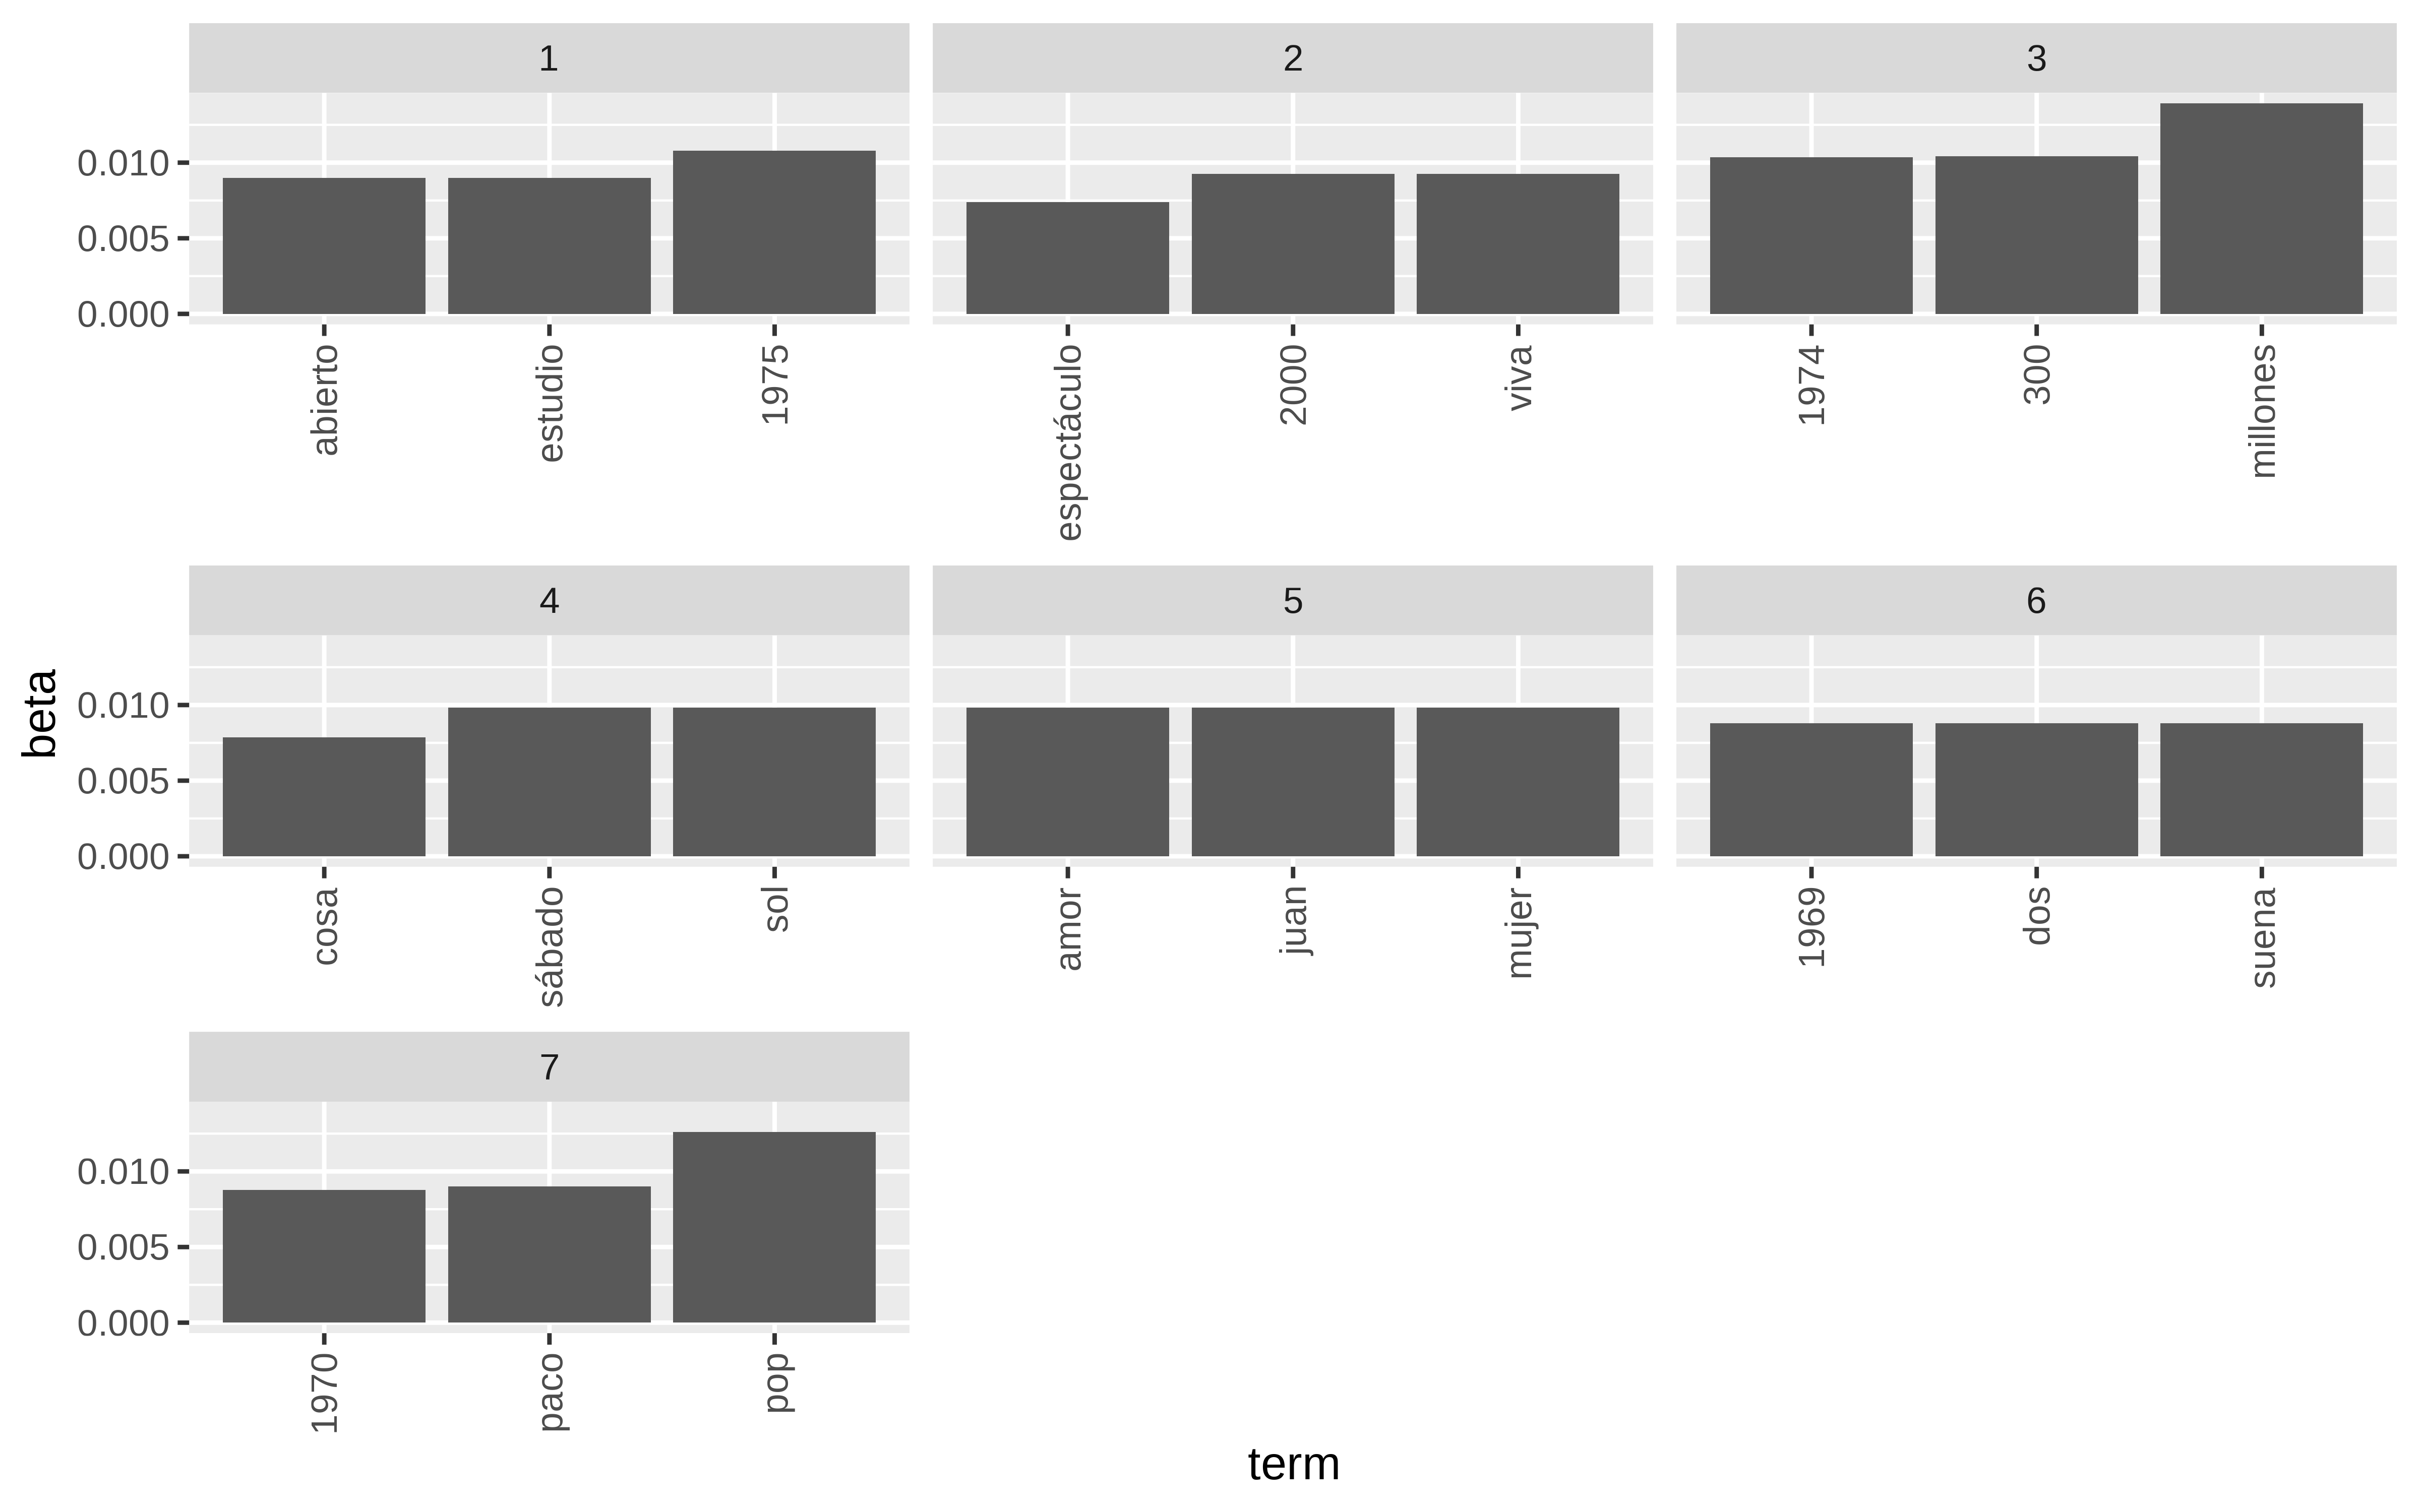 1
2
3
0.010
0.005
0.000
abierto
estudio
1975
espectáculo
2000
viva
1974
300
millones
4
5
6
beta
0.010
0.005
0.000
cosa
sábado
sol
amor
juan
mujer
1969
dos
suena
7
0.010
0.005
0.000
1970
paco
pop
term